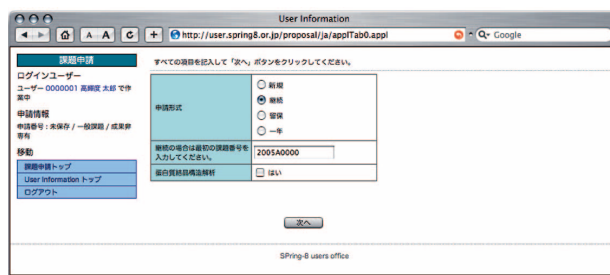 User Information
A A
C
+
http://user.spring8.or.jp/proposal/ja/applTab0.appl
Q- Google
課題申請
すべての項目を記入して「次へ」ボタンをクリックしてください。
ログインユーザー
ユーザー 0000001 高輝度 太郎 で作
業中
申請情報
申請番号：未保存 / 一般課題 / 成果非
専有
移動
課題申請トップ
User Information トップ
ログアウト
申請形式
新規
継続
留保
一年
継続の場合は最初の課題番号を
入力してください。
2005A0000
蛋白質結晶構造解析
はい
次へ
SPring-8 users office